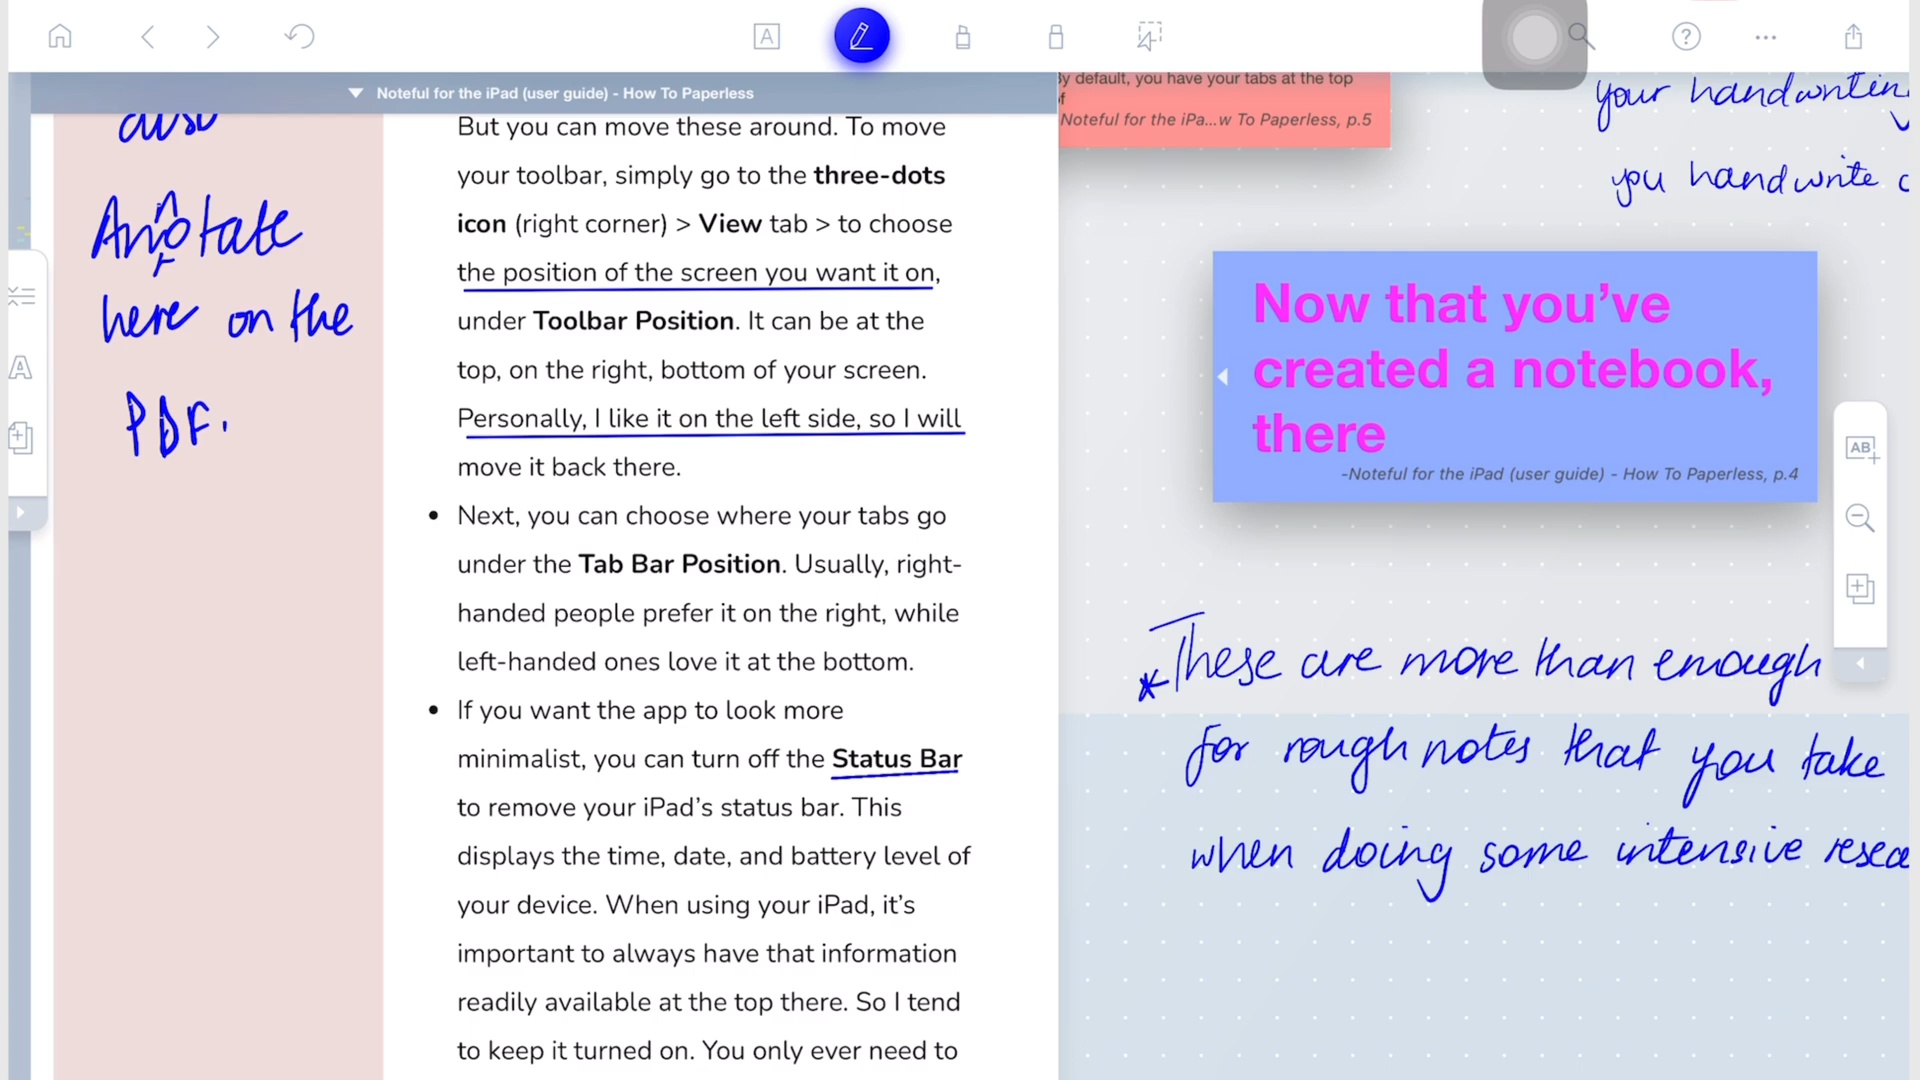 Noteful for the iPad (user guide) - How To Paperless
also
Annotate
here on the
PDF.
But you can move these around. To move
your toolbar, simply go to the three-dots
icon (right corner) > View tab > to choose
the position of the screen you want it on,
under Toolbar Position. It can be at the
top, on the right, bottom of your screen.
Personally, I like it on the left side, so I will
move it back there.
• Next, you can choose where your tabs go
under the Tab Bar Position. Usually, right-
handed people prefer it on the right, while
left-handed ones love it at the bottom.
• If you want the app to look more
minimalist, you can turn off the Status Bar
to remove your iPad’s status bar. This
displays the time, date, and battery level of
your device. When using your iPad, it’s
important to always have that information
readily available at the top there. So I tend
to keep it turned on. You only ever need to
By default, you have your tabs at the top
Noteful for the iPa...w To Paperless, p.5
your handwriting
you handwrite
Now that you’ve
created a notebook,
there
-Noteful for the iPad (user guide) - How To Paperless, p.4
* These are more than enough
for rough notes that you take
when doing some intensive
A
A
AB